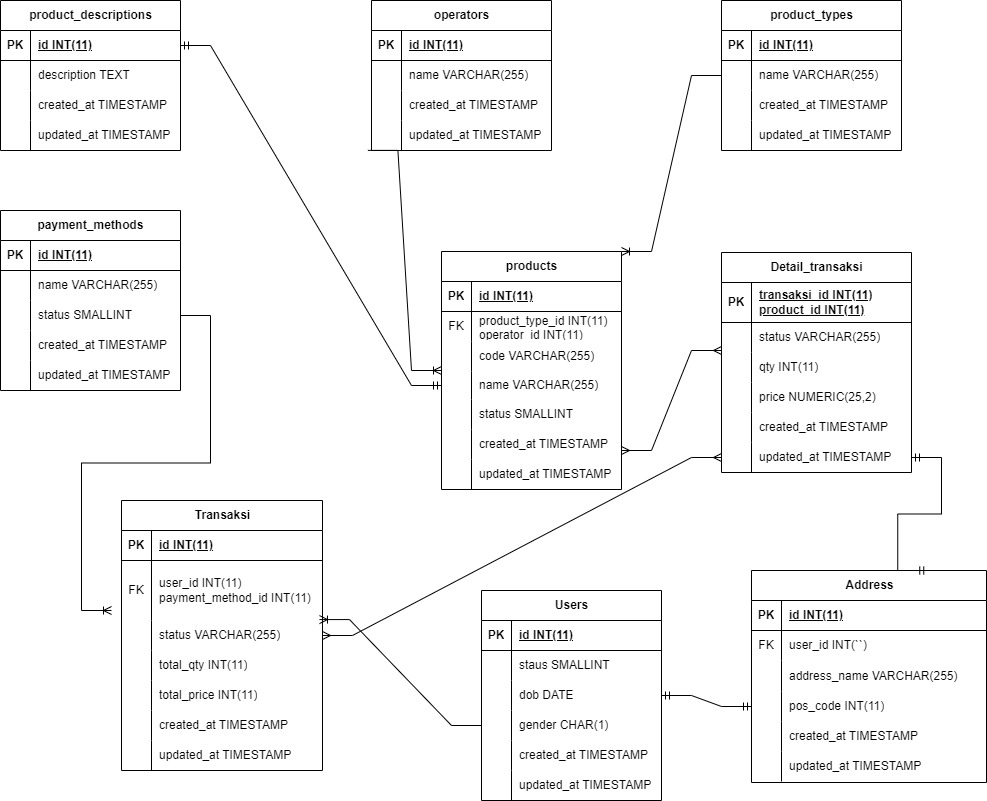 product_descriptions
PK id INT(11)
description TEXT
created_at TIMESTAMP
updated_at TIMESTAMP
operators
PK id INT(11)
name VARCHAR(255)
created_at TIMESTAMP
updated_at TIMESTAMP
product_types
PK id INT(11)
name VARCHAR(255)
created_at TIMESTAMP
updated_at TIMESTAMP
payment_methods
PK id INT(11)
name VARCHAR(255)
status SMALLINT
created_at TIMESTAMP
updated_at TIMESTAMP
products
PK id INT(11)
FK product_type_id INT(11)
operator_id INT(11)
code VARCHAR(255)
name VARCHAR(255)
status SMALLINT
created_at TIMESTAMP
updated_at TIMESTAMP
Detail_transaksi
PK transaksi_id INT(11)
product_id INT(11)
status VARCHAR(255)
qty INT(11)
price NUMERIC(25,2)
created_at TIMESTAMP
updated_at TIMESTAMP
Transaksi
PK id INT(11)
FK user_id INT(11)
payment_method_id INT(11)
status VARCHAR(255)
total_qty INT(11)
total_price INT(11)
created_at TIMESTAMP
updated_at TIMESTAMP
Users
PK id INT(11)
staus SMALLINT
dob DATE
gender CHAR(1)
created_at TIMESTAMP
updated_at TIMESTAMP
Address
PK id INT(11)
FK user_id INT(``)
address_name VARCHAR(255)
pos_code INT(11)
created_at TIMESTAMP
updated_at TIMESTAMP